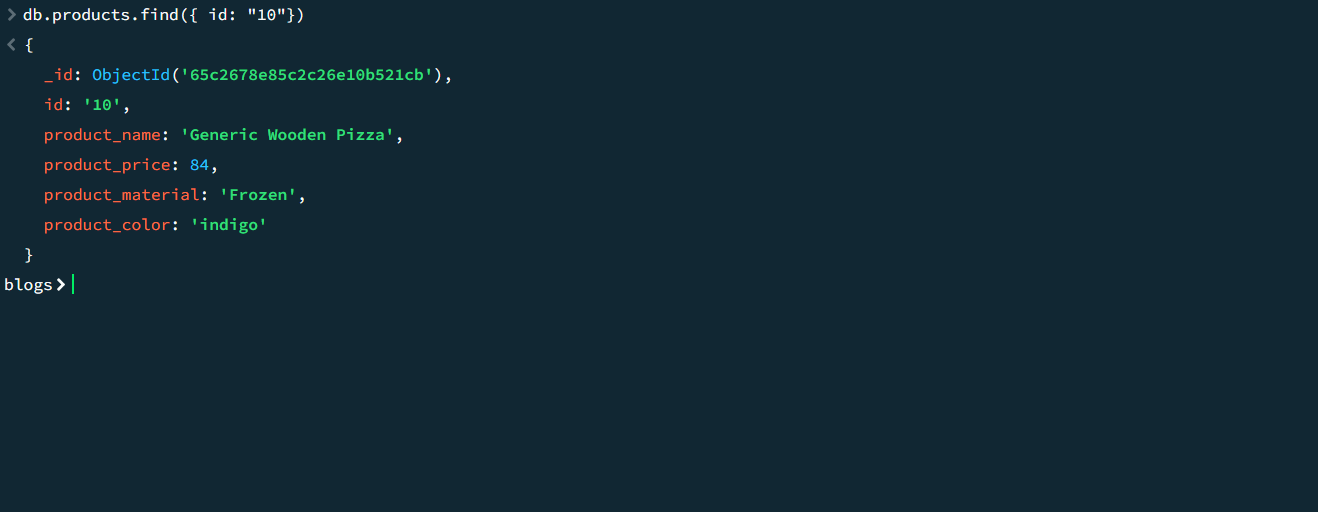 > db.products.find({ id: "10"})
< {
_id: ObjectId('65c2678e85c2c26e10b521cb'),
id: '10',
product_name: 'Generic Wooden Pizza',
product_price: 84,
product_material: 'Frozen',
product_color: 'indigo'
}
blogs>